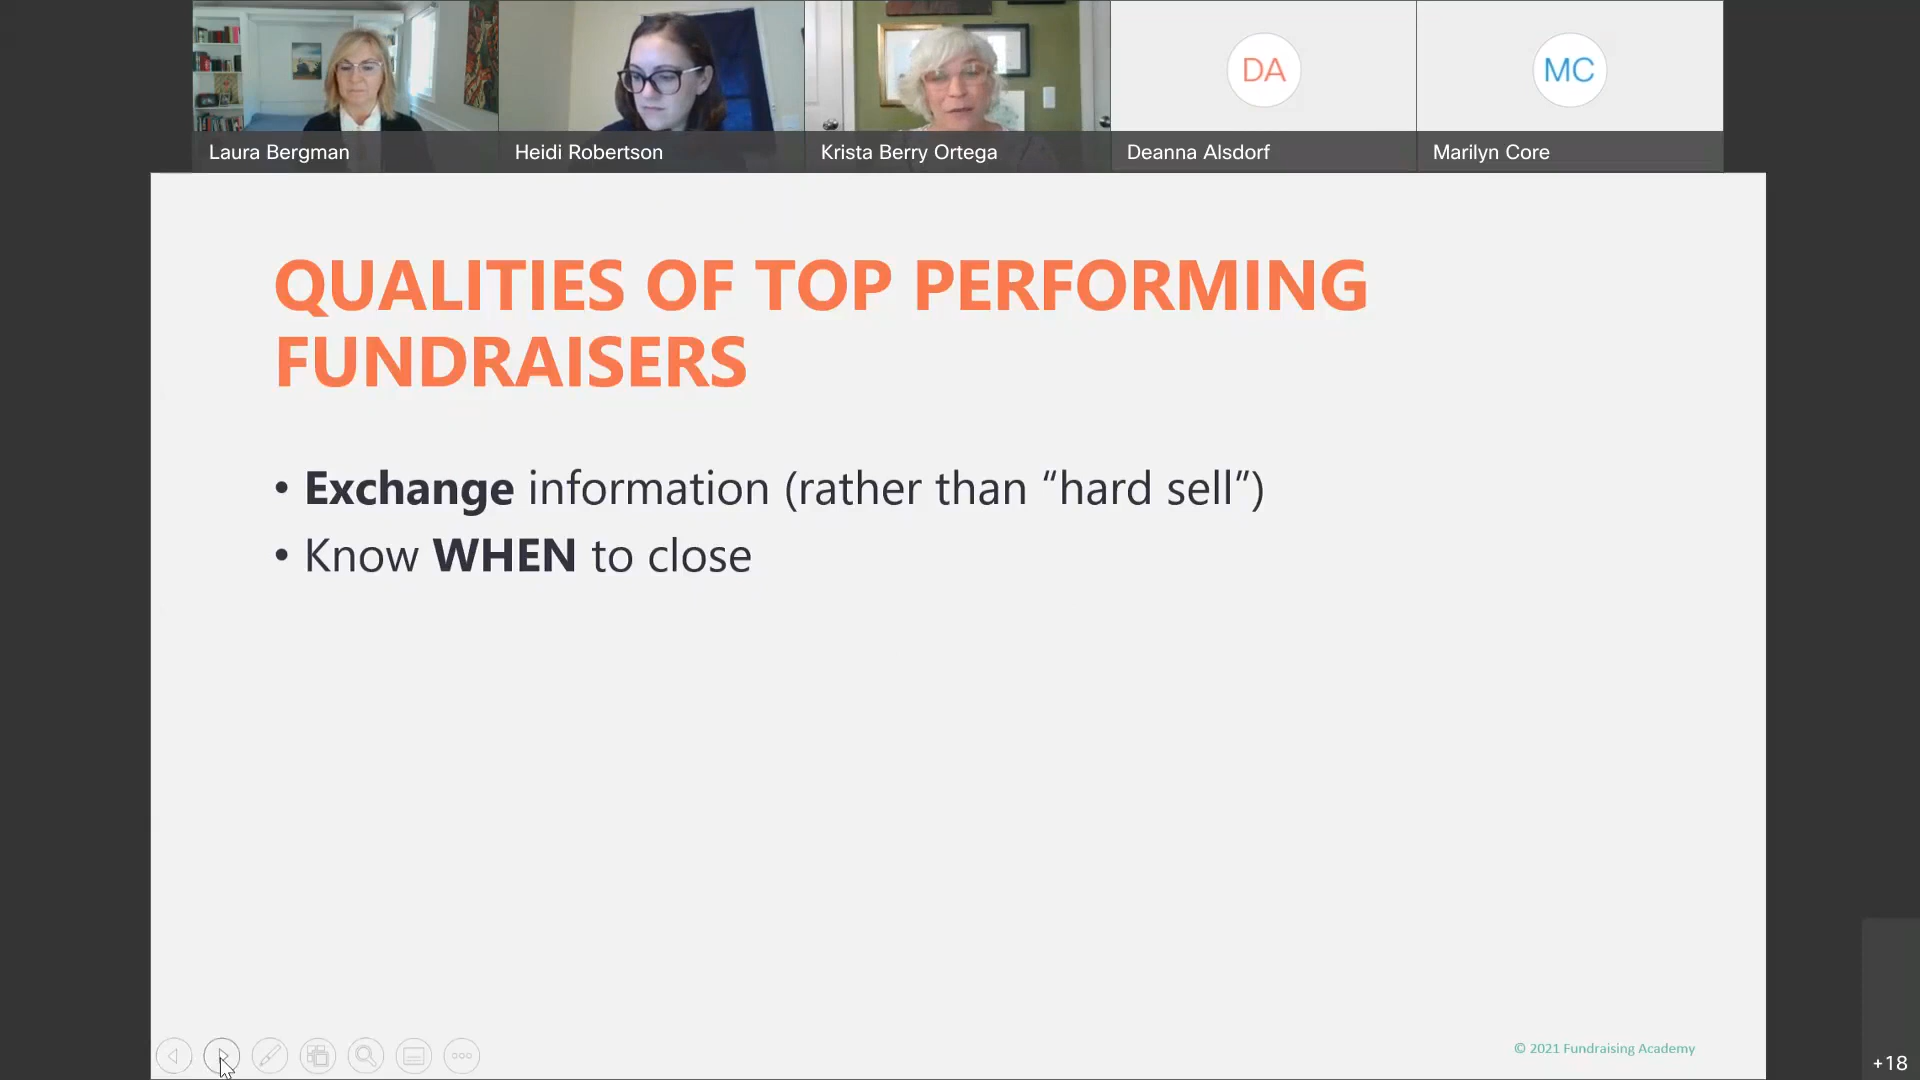 Laura Bergman
Heidi Robertson
Krista Berry Ortega
DA
Deanna Alsdorf
MC
Marilyn Core
QUALITIES OF TOP PERFORMING
FUNDRAISERS
• Exchange information (rather than “hard sell”)
• Know WHEN to close
© 2021 Fundraising Academy
+18